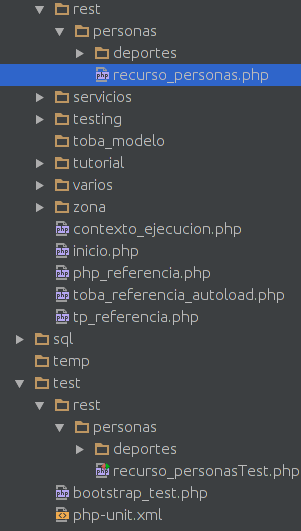 rest
personas
deportes
recurso_personas.php
servicios
testing
toba_modelo
tutorial
varios
zona
contexto_ejecucion.php
inicio.php
php_referencia.php
toba_referencia_autoload.php
tp_referencia.php
sql
temp
test
rest
personas
deportes
recurso_personasTest.php
bootstrap_test.php
php-unit.xml